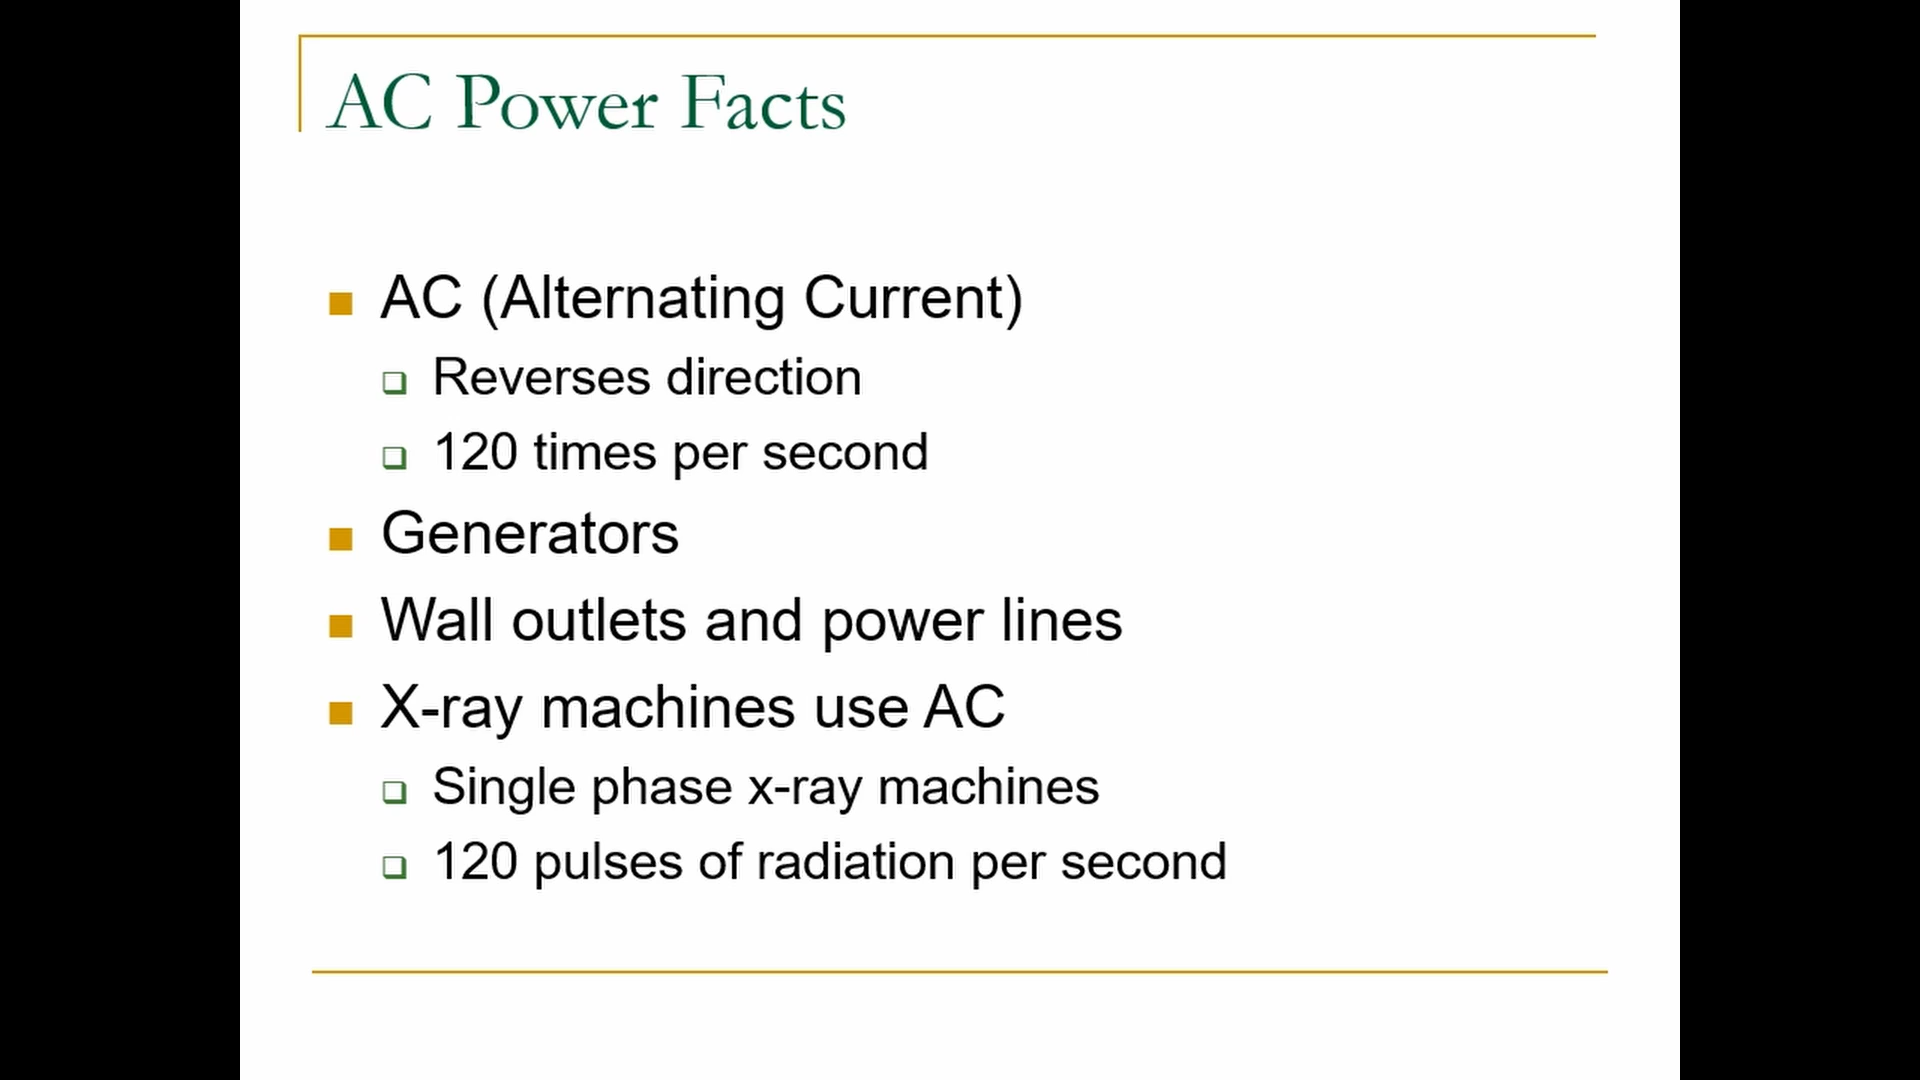 AC Power Facts
AC (Alternating Current)
Reverses direction
120 times per second
Generators
Wall outlets and power lines
X-ray machines use AC
Single phase x-ray machines
120 pulses of radiation per second